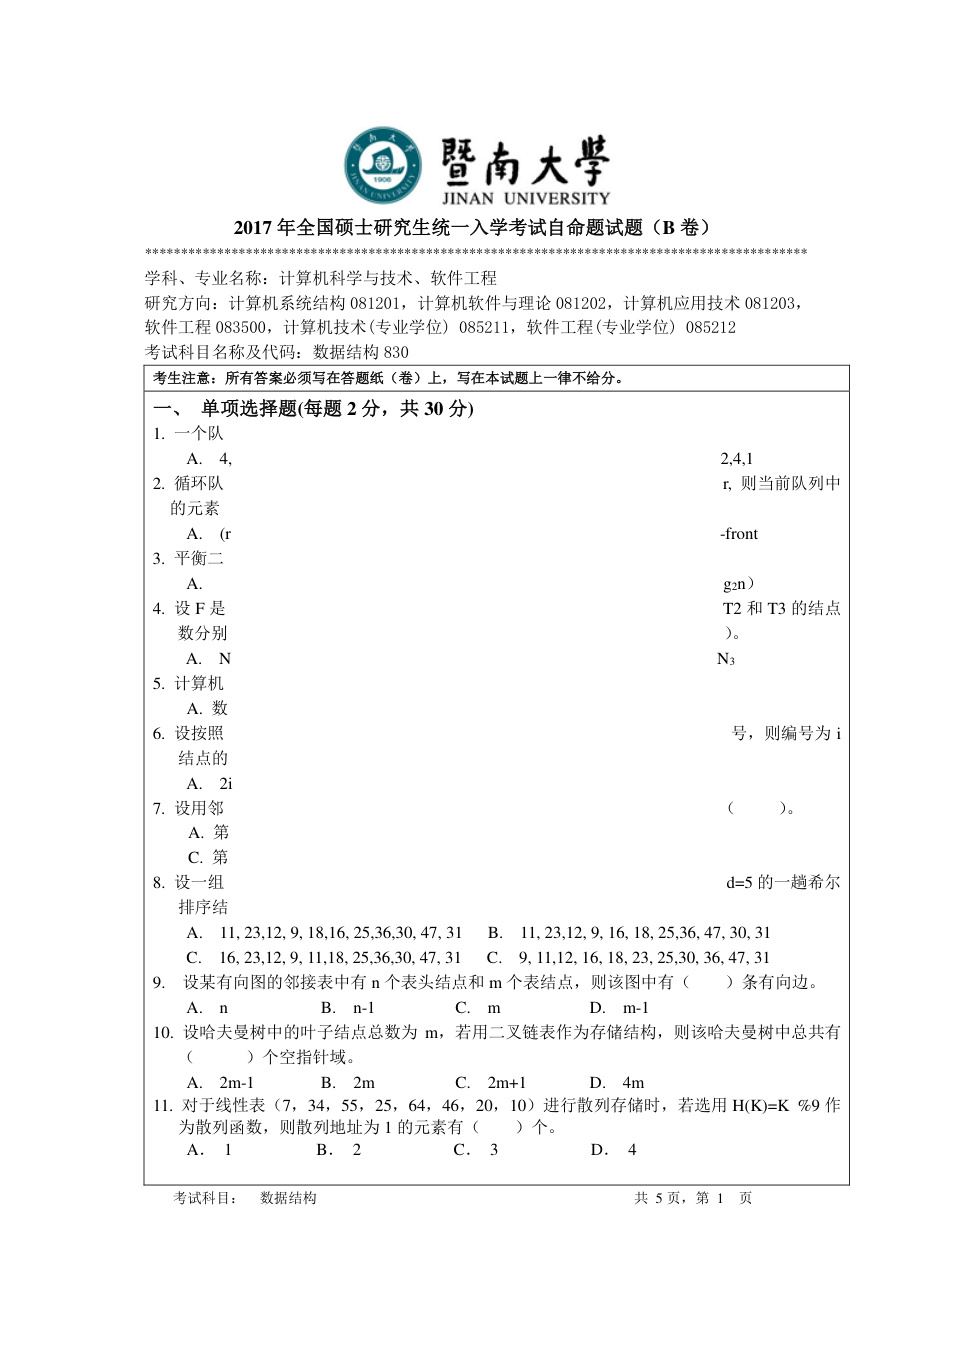 暨南大学
JINAN UNIVERSITY
暨南大学
1906
JINAN UNIVERSITY
2017 年全国硕士研究生统一入学考试自命题试题（B 卷）
********************************************************************************************
学科、专业名称：计算机科学与技术、软件工程
研究方向：计算机系统结构 081201，计算机软件与理论 081202，计算机应用技术 081203，
软件工程 083500，计算机技术(专业学位) 085211，软件工程(专业学位) 085212
考试科目名称及代码：数据结构 830
考生注意：所有答案必须写在答题纸（卷）上，写在本试题上一律不给分。
一、 单项选择题(每题 2 分，共 30 分)
1. 一个队
A. 4, 2,4,1
2. 循环队 r, 则当前队列中
的元素
A. (r -front
3. 平衡二
A. g2n）
4. 设 F 是 T2 和 T3 的结点
数分别 )。
A. N N3
5. 计算机
A. 数
6. 设按照 号，则编号为 i
结点的
A. 2i
7. 设用邻 （ ）。
A. 第
C. 第
8. 设一组 d=5 的一趟希尔
排序结
A. 11, 23,12, 9, 18,16, 25,36,30, 47, 31 B. 11, 23,12, 9, 16, 18, 25,36, 47, 30, 31
C. 16, 23,12, 9, 11,18, 25,36,30, 47, 31 C. 9, 11,12, 16, 18, 23, 25,30, 36, 47, 31
9. 设某有向图的邻接表中有 n 个表头结点和 m 个表结点，则该图中有（ ）条有向边。
A. n B. n-1 C. m D. m-1
10. 设哈夫曼树中的叶子结点总数为 m，若用二叉链表作为存储结构，则该哈夫曼树中总共有
（ ）个空指针域。
A. 2m-1 B. 2m C. 2m+1 D. 4m
11. 对于线性表（7，34，55，25，64，46，20，10）进行散列存储时，若选用 H(K)=K %9 作
为散列函数，则散列地址为 1 的元素有（ ）个。
A． 1 B． 2 C． 3 D． 4
考试科目： 数据结构 共 5 页，第 1 页